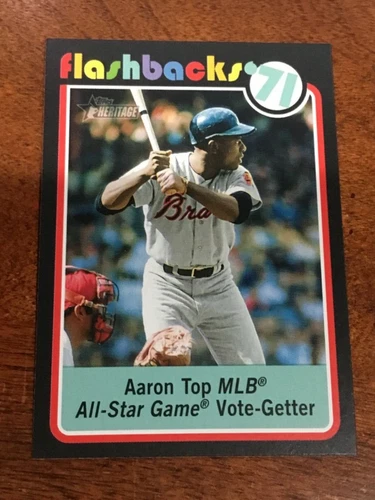 flashbacks '71
Topps
HERITAGE
Bra
Aaron Top MLB®
All-Star Game® Vote-Getter